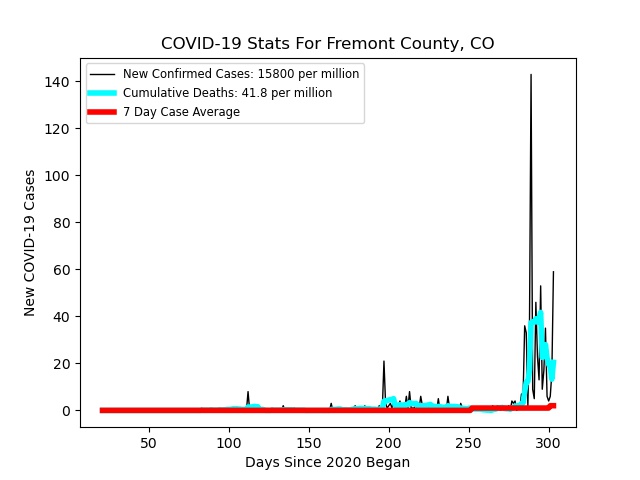 COVID-19 Stats For Fremont County, CO
New Confirmed Cases: 15800 per million
Cumulative Deaths: 41.8 per million
7 Day Case Average
New COVID-19 Cases
140
120
100
80
60
40
20
0
50 100 150 200 250 300
Days Since 2020 Began